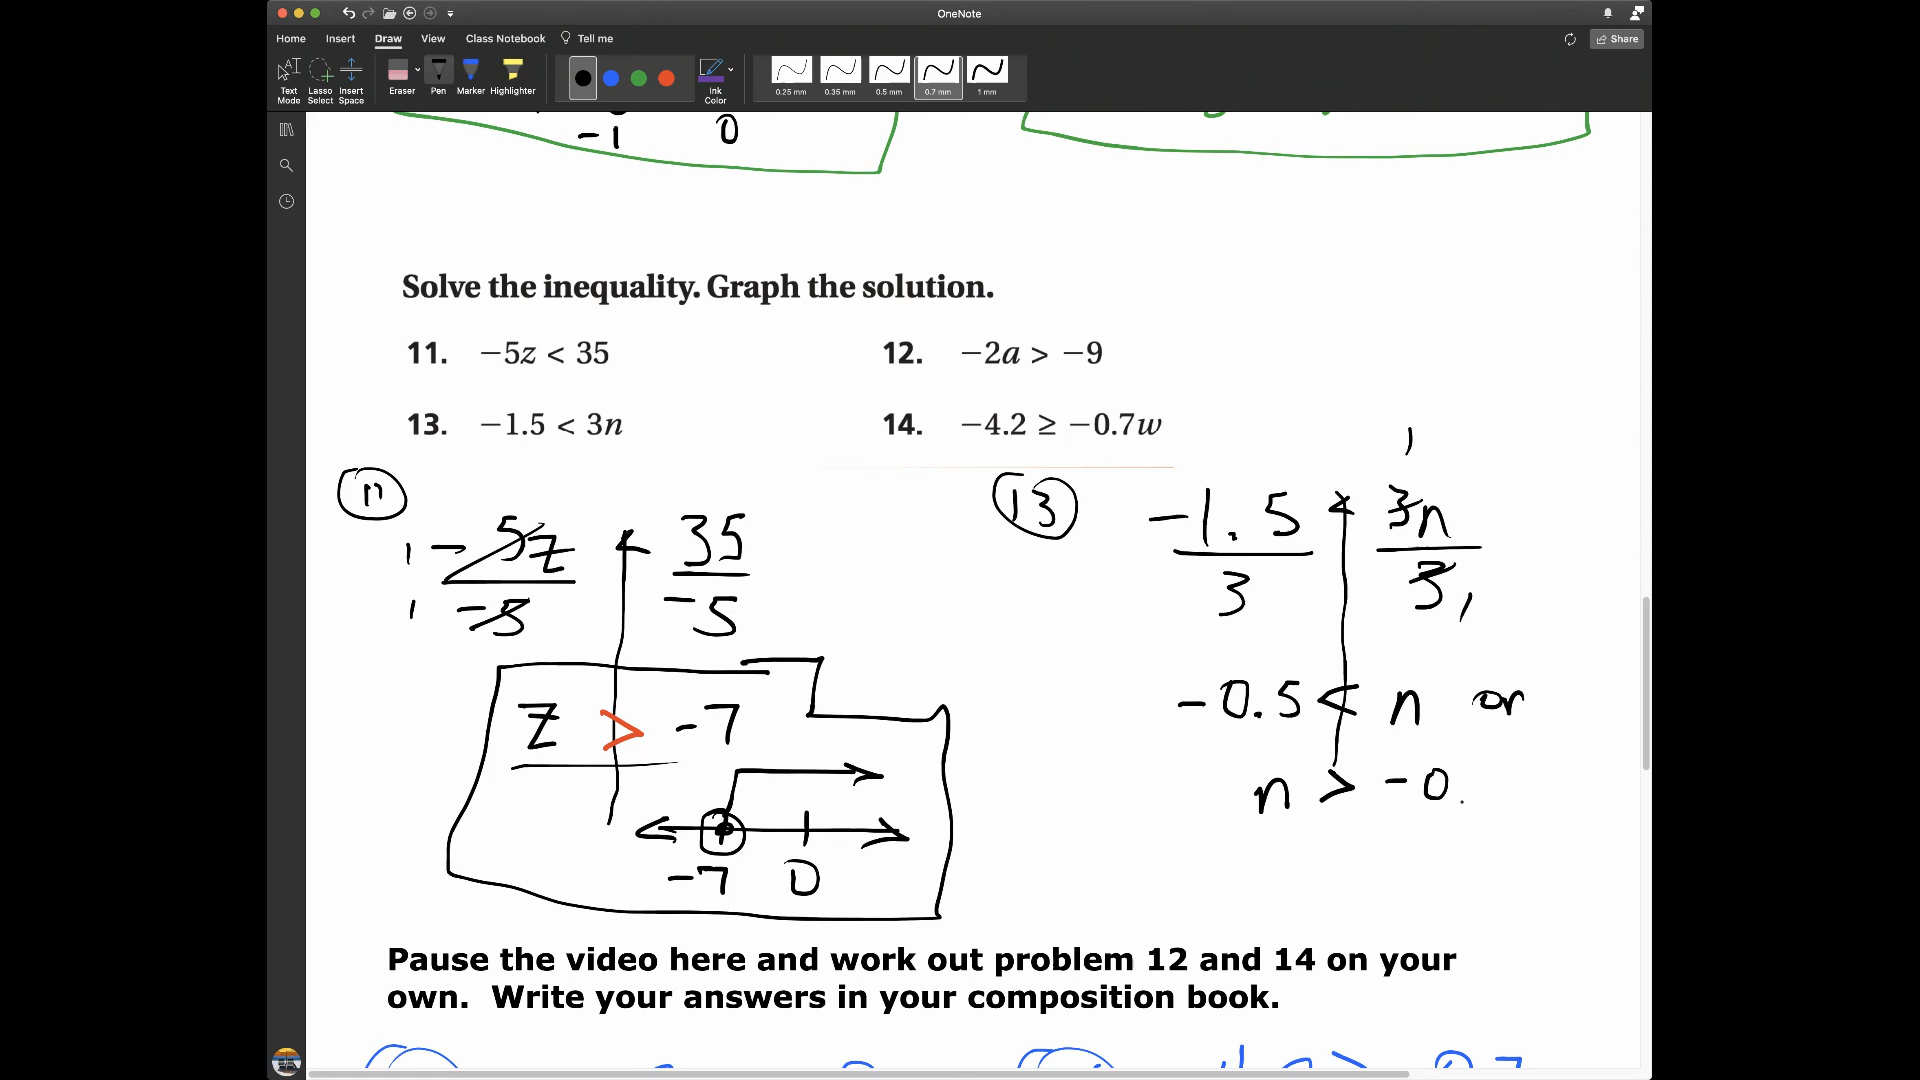 OneNote
Home Insert Draw View Class Notebook Tell me
Share
Text Mode Lasso Select Insert Space Eraser Pen Marker Highlighter Ink Color 0.25 mm 0.35 mm 0.5 mm 0.7 mm 1 mm
-1 0
Solve the inequality. Graph the solution.
11. −5z < 35
12. −2a > −9
13. −1.5 < 3n
14. −4.2 ≥ −0.7w
11
1 -5z < 35
1 -5 -5
z > -7
-7 0
13
1
-1.5 < 3n
3 3 1
-0.5 < n or
n > -0.
Pause the video here and work out problem 12 and 14 on your
own. Write your answers in your composition book.